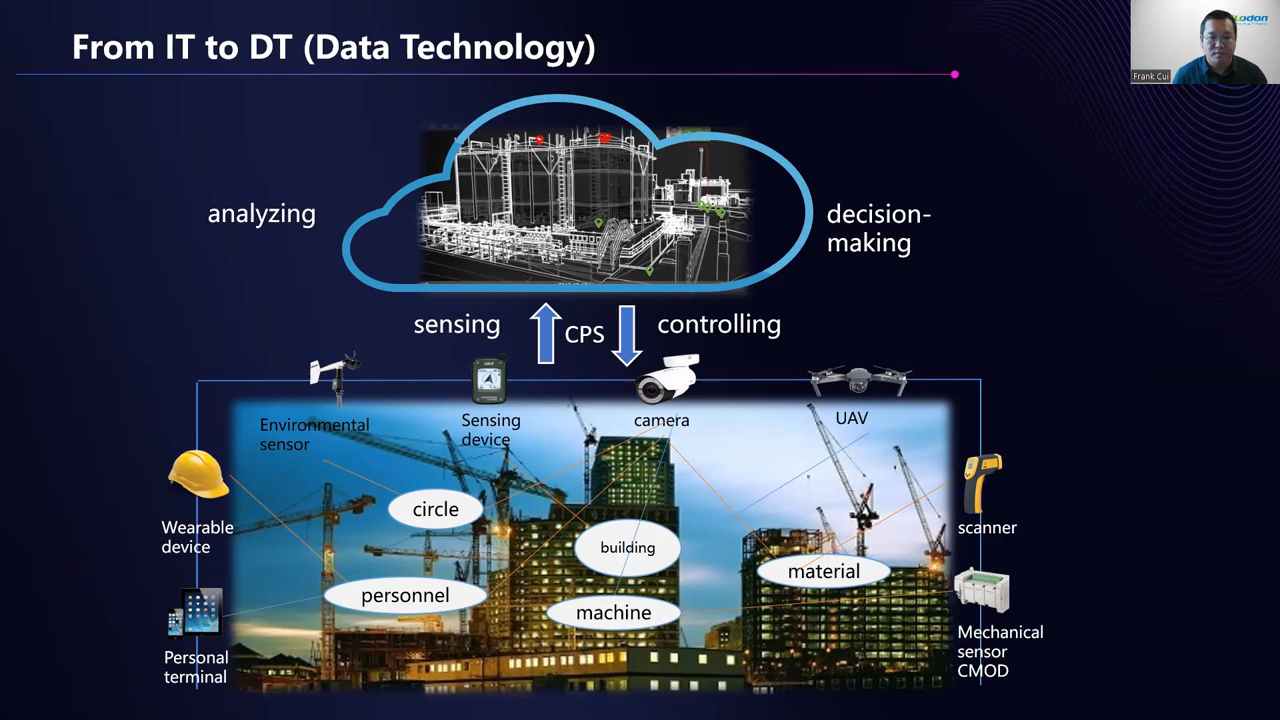 From IT to DT (Data Technology)
Frank Cui
analyzing
decision-
making
sensing
CPS
controlling
Environmental
sensor
Sensing
device
camera
UAV
Wearable
device
circle
building
scanner
personnel
machine
material
Personal
terminal
Mechanical
sensor
CMOD